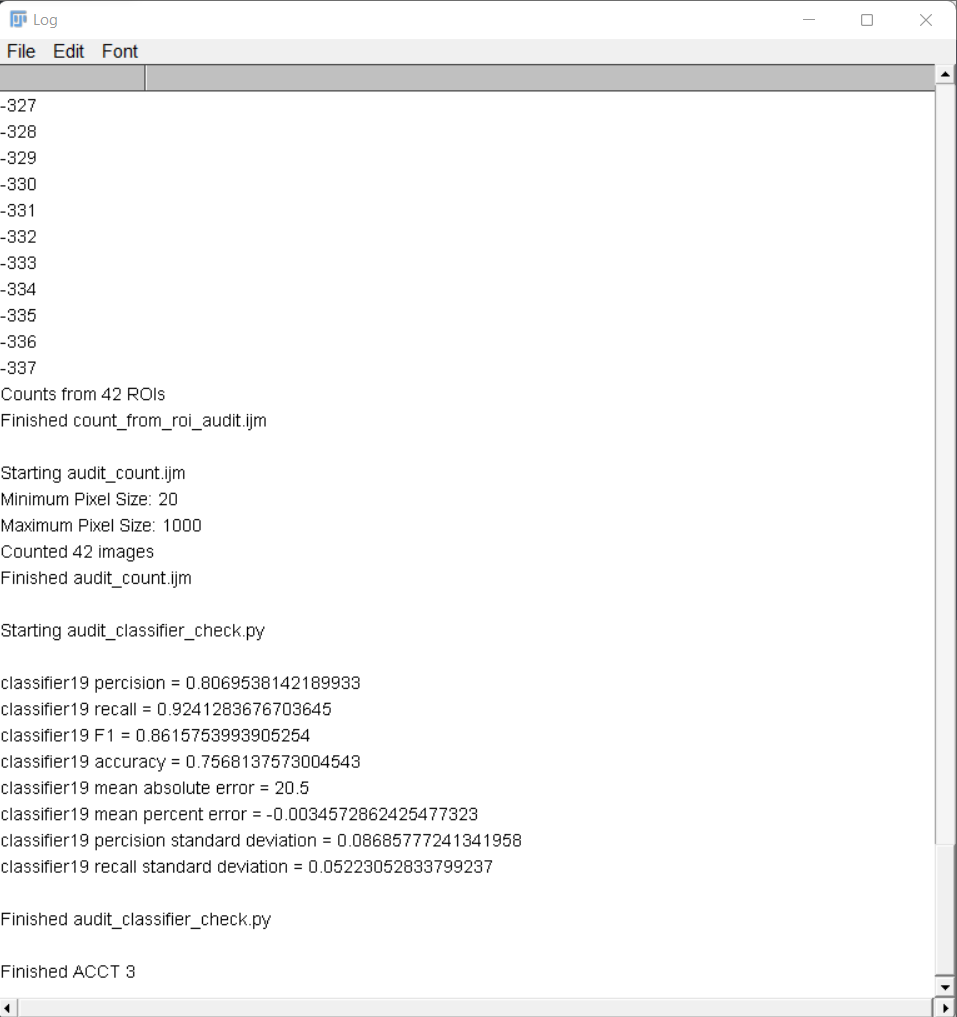 Log
File Edit Font
-327
-328
-329
-330
-331
-332
-333
-334
-335
-336
-337
Counts from 42 ROIs
Finished count_from_roi_audit.ijm
Starting audit_count.ijm
Minimum Pixel Size: 20
Maximum Pixel Size: 1000
Counted 42 images
Finished audit_count.ijm
Starting audit_classifier_check.py
classifier19 percision = 0.8069538142189933
classifier19 recall = 0.9241283676703645
classifier19 F1 = 0.8615753993905254
classifier19 accuracy = 0.7568137573004543
classifier19 mean absolute error = 20.5
classifier19 mean percent error = -0.0034572862425477323
classifier19 percision standard deviation = 0.08685777241341958
classifier19 recall standard deviation = 0.05223052833799237
Finished audit_classifier_check.py
Finished ACCT 3